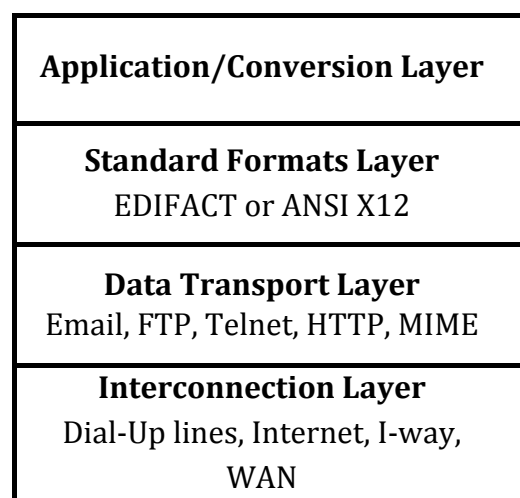 Application/Conversion Layer
Standard Formats Layer
EDIFACT or ANSI X12
Data Transport Layer
Email, FTP, Telnet, HTTP, MIME
Interconnection Layer
Dial-Up lines, Internet, I-way,
WAN